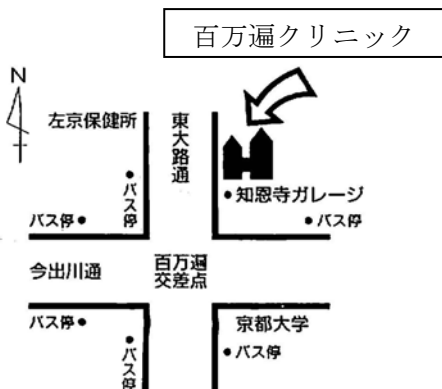 百万遍クリニック
N
左京保健所
東大路通
バス停
知恩寺ガレージ
バス停
バス停
今出川通
百万遍
交差点
バス停
京都大学
バス停
バス停